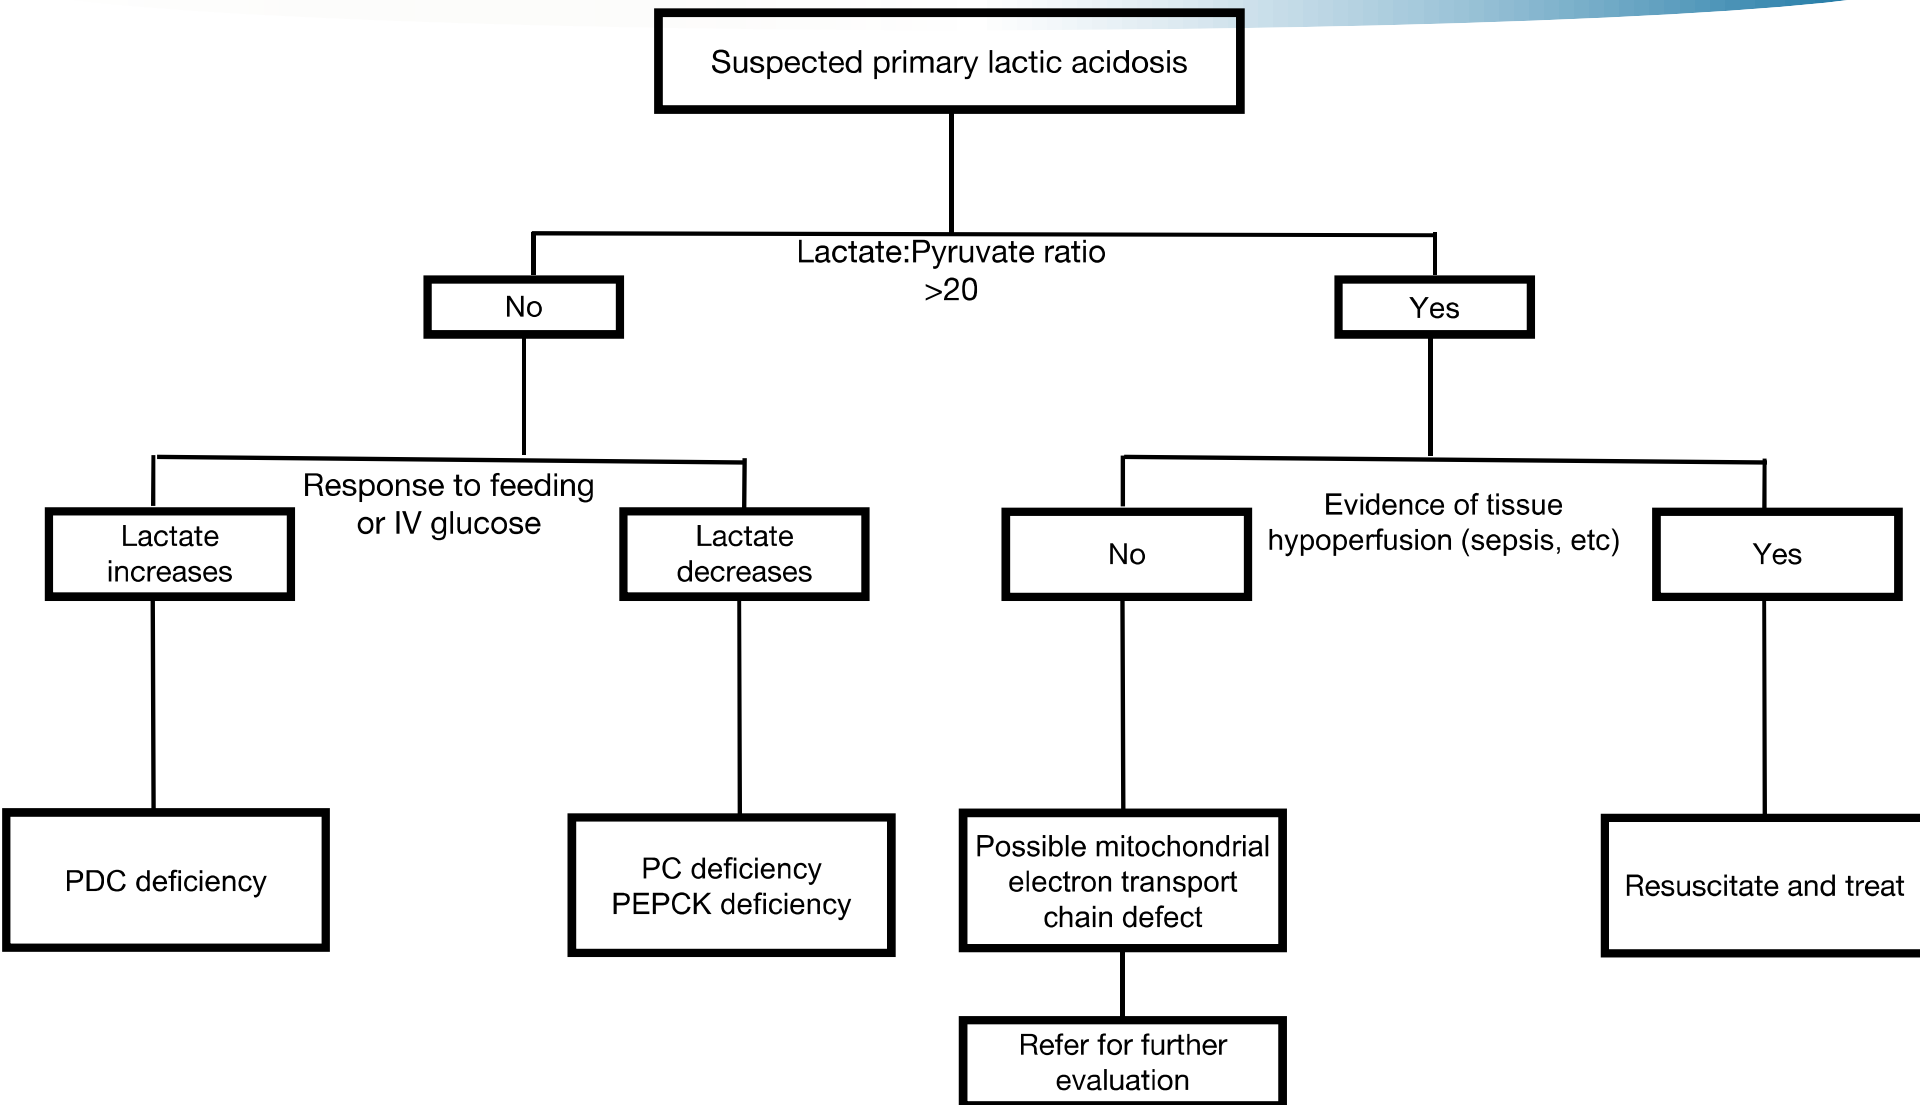 Suspected primary lactic acidosis
Lactate:Pyruvate ratio
>20
No
Yes
Response to feeding
or IV glucose
Lactate
increases
Lactate
decreases
Evidence of tissue
hypoperfusion (sepsis, etc)
No
Yes
PDC deficiency
PC deficiency
PEPCK deficiency
Possible mitochondrial
electron transport
chain defect
Resuscitate and treat
Refer for further
evaluation